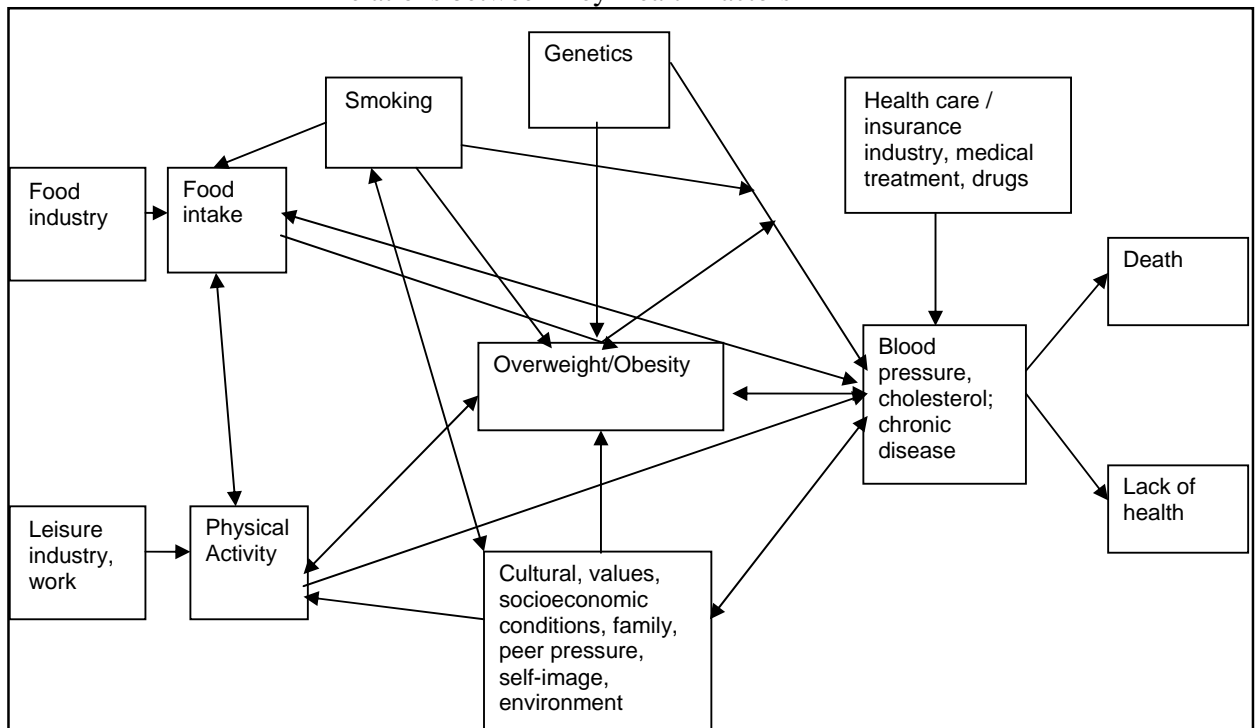 Genetics
Smoking
Health care /
insurance
industry, medical
treatment, drugs
Food
industry
Food
intake
Death
Overweight/Obesity
Blood
pressure,
cholesterol;
chronic
disease
Lack of
health
Leisure
industry,
work
Physical
Activity
Cultural, values,
socioeconomic
conditions, family,
peer pressure,
self-image,
environment